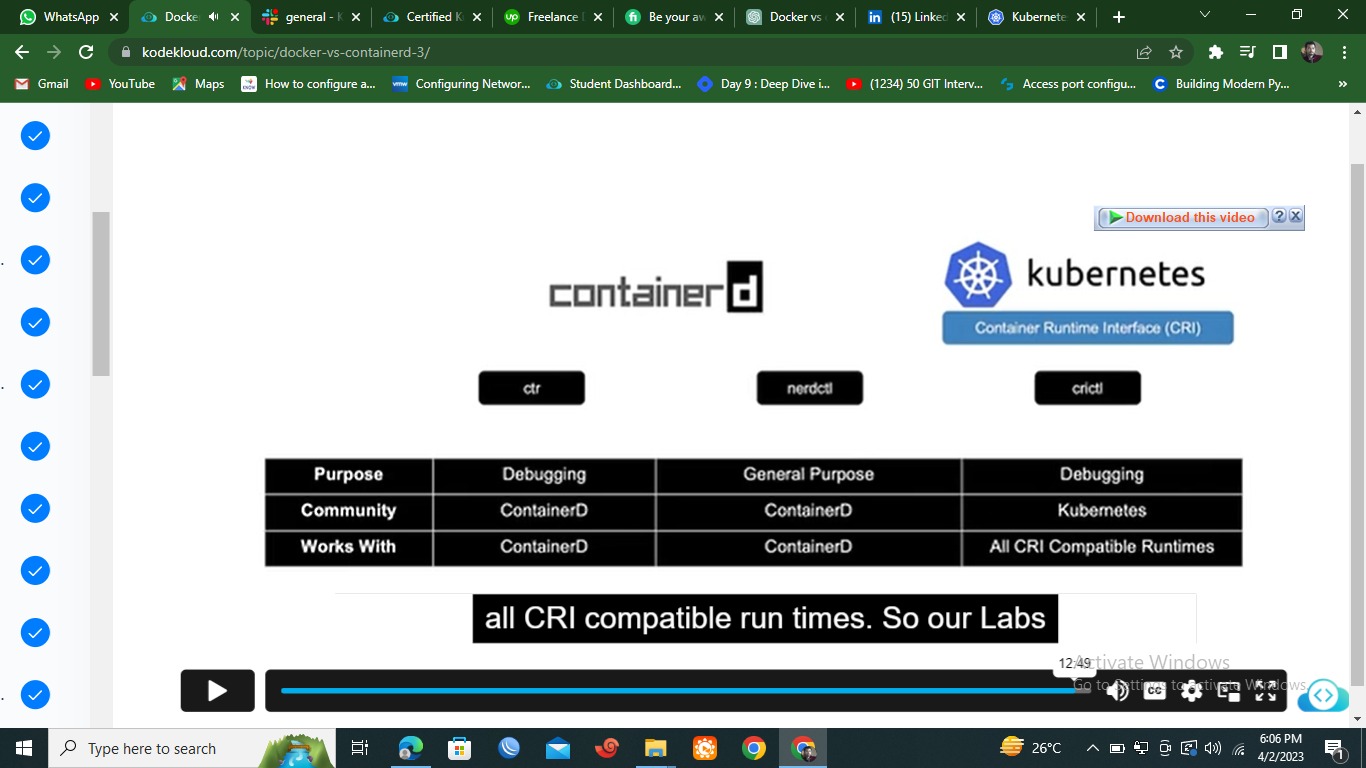 WhatsApp
Docke
general - K
Certified K
Freelance
Be your aw
Docker vs
(15) Linked
Kubernete
kodekloud.com/topic/docker-vs-containerd-3/
Gmail
YouTube
Maps
How to configure a...
Configuring Networ...
Student Dashboard...
Day 9 : Deep Dive i...
(1234) 50 GIT Interv...
Access port configu...
Building Modern Py...
»
Download this video
containerd
kubernetes
Container Runtime Interface (CRI)
ctr nerdctl crictl
Purpose Debugging General Purpose Debugging
Community ContainerD ContainerD Kubernetes
Works With ContainerD ContainerD All CRI Compatible Runtimes
all CRI compatible run times. So our Labs
12:49
Activate Windows
Go to Settings to activate Windows.
CC
Type here to search
26°C
6:06 PM
4/2/2023
1